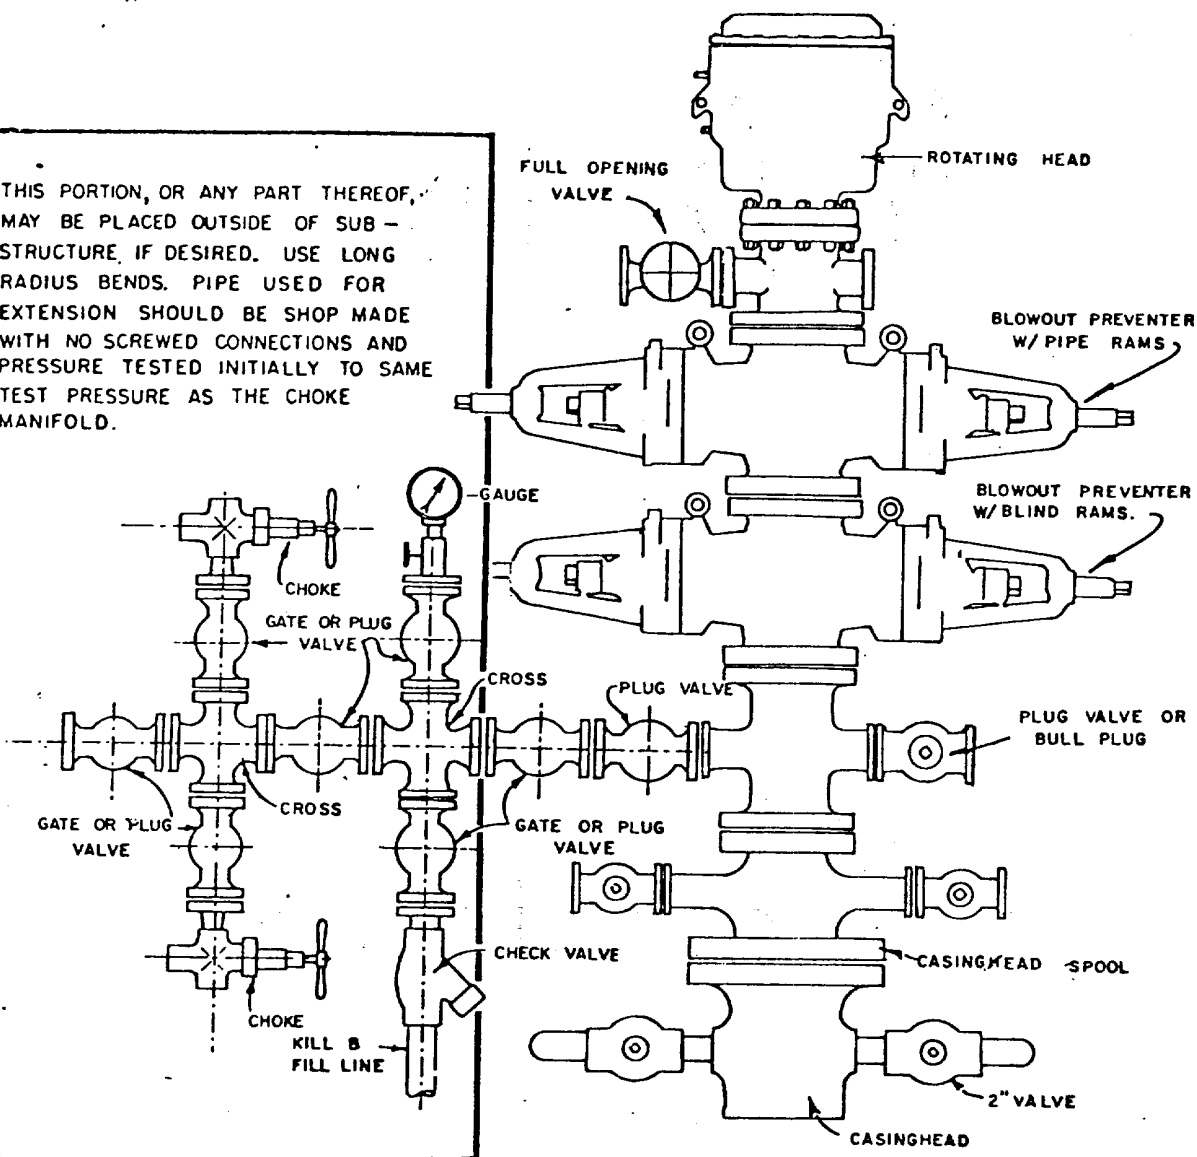 THIS PORTION, OR ANY PART THEREOF,
MAY BE PLACED OUTSIDE OF SUB-
STRUCTURE IF DESIRED. USE LONG
RADIUS BENDS. PIPE USED FOR
EXTENSION SHOULD BE SHOP MADE
WITH NO SCREWED CONNECTIONS AND
PRESSURE TESTED INITIALLY TO SAME
TEST PRESSURE AS THE CHOKE
MANIFOLD.
FULL OPENING
VALVE
ROTATING HEAD
BLOWOUT PREVENTER
W/PIPE RAMS
BLOWOUT PREVENTER
W/BLIND RAMS.
GAUGE
CHOKE
GATE OR PLUG
VALVE
CROSS
PLUG VALVE
PLUG VALVE OR
BULL PLUG
CROSS
GATE OR PLUG
VALVE
GATE OR PLUG
VALVE
CHECK VALVE
CASINGHEAD SPOOL
CHOKE
KILL &
FILL LINE
2" VALVE
CASINGHEAD